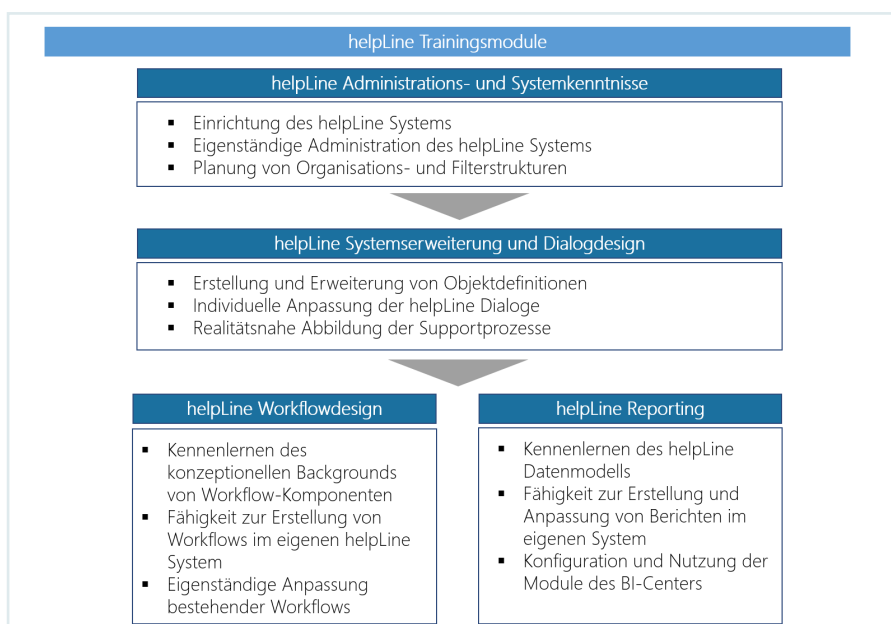 helpLine Trainingsmodule
helpLine Administrations- und Systemkenntnisse
▪ Einrichtung des helpLine Systems
▪ Eigenständige Administration des helpLine Systems
▪ Planung von Organisations- und Filterstrukturen
helpLine Systemserweiterung und Dialogdesign
▪ Erstellung und Erweiterung von Objektdefinitionen
▪ Individuelle Anpassung der helpLine Dialoge
▪ Realitätsnahe Abbildung der Supportprozesse
helpLine Workflowdesign
▪ Kennenlernen des
konzeptionellen Backgrounds
von Workflow-Komponenten
▪ Fähigkeit zur Erstellung von
Workflows im eigenen helpLine
System
▪ Eigenständige Anpassung
bestehender Workflows
helpLine Reporting
▪ Kennenlernen des helpLine
Datenmodells
▪ Fähigkeit zur Erstellung und
Anpassung von Berichten im
eigenen System
▪ Konfiguration und Nutzung der
Module des BI-Centers